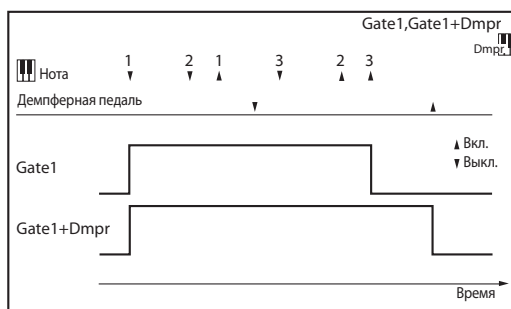 Gate1,Gate1+Dmpr
Dmpr
1 2 1 3 2 3
Нота
Демпферная педаль
Вкл.
Выкл.
Gate1
Gate1+Dmpr
Время